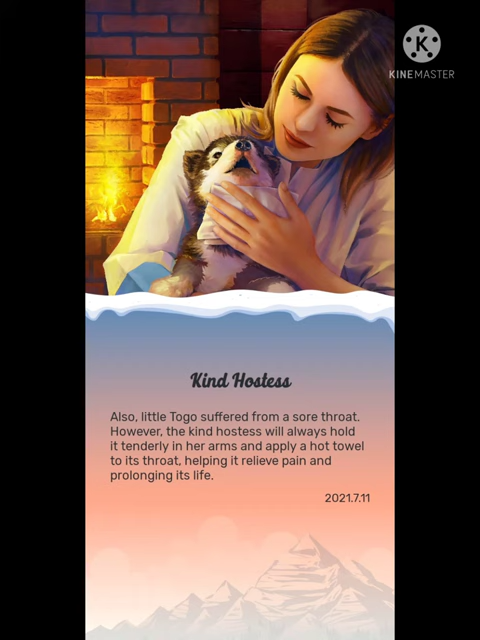 K
KINEMASTER
Kind Hostess
Also, little Togo suffered from a sore throat.
However, the kind hostess will always hold
it tenderly in her arms and apply a hot towel
to its throat, helping it relieve pain and
prolonging its life.
2021.7.11